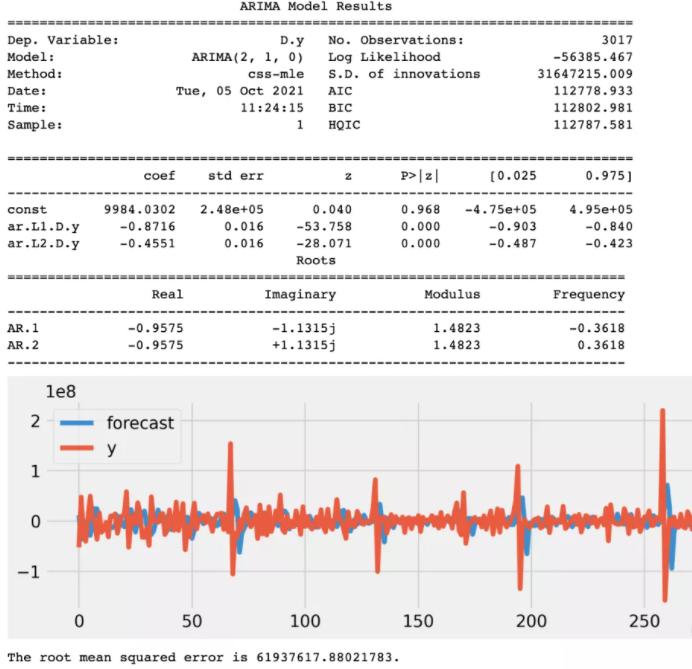 ARIMA Model Results
==============================================================================
Dep. Variable: D.y No. Observations: 3017
Model: ARIMA(2, 1, 0) Log Likelihood -56385.467
Method: css-mle S.D. of innovations 31647215.009
Date: Tue, 05 Oct 2021 AIC 112778.933
Time: 11:24:15 BIC 112802.981
Sample: 1 HQIC 112787.581
==============================================================================
coef std err z P>|z| [0.025 0.975]
------------------------------------------------------------------------------
const 9984.0302 2.48e+05 0.040 0.968 -4.75e+05 4.95e+05
ar.L1.D.y -0.8716 0.016 -53.758 0.000 -0.903 -0.840
ar.L2.D.y -0.4551 0.016 -28.071 0.000 -0.487 -0.423
Roots
=============================================================================
Real Imaginary Modulus Frequency
-----------------------------------------------------------------------------
AR.1 -0.9575 -1.1315j 1.4823 -0.3618
AR.2 -0.9575 +1.1315j 1.4823 0.3618
-----------------------------------------------------------------------------
1e8
2
forecast
y
1
0
−1
0 50 100 150 200 250
The root mean squared error is 61937617.88021783.